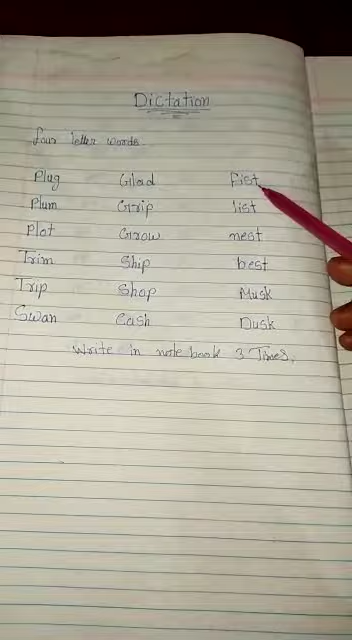 Dictation
four letter words.
Plug Glad Fist
Plum Grip list
Plot Grow nest
Trim Ship best
Trip Shop Musk
Swan Cash Dusk
Write in note book 3 Times.